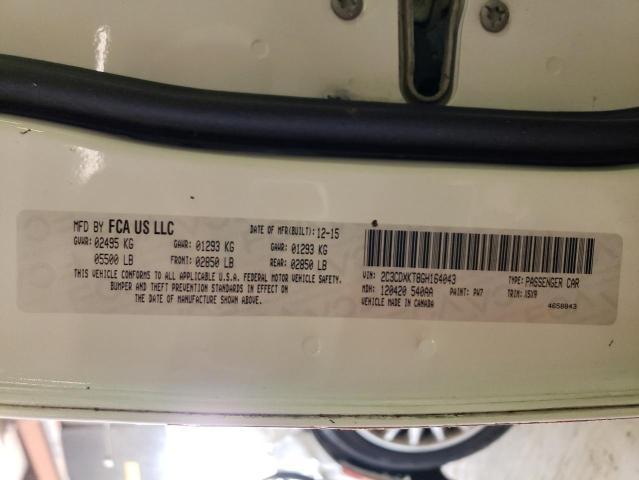 MFD BY FCA US LLC DATE OF MFR(BUILT): 12-15
GVWR: 02495 KG GAWR: 01293 KG GAWR: 01293 KG
05500 LB FRONT: 02850 LB REAR: 02850 LB
THIS VEHICLE CONFORMS TO ALL APPLICABLE U.S.A. FEDERAL MOTOR VEHICLE SAFETY,
BUMPER AND THEFT PREVENTION STANDARDS IN EFFECT ON
THE DATE OF MANUFACTURE SHOWN ABOVE.
VIN: 2C3CDXKT8GH164043 TYPE: PASSENGER CAR
MDH: 120420 540AA PAINT: PW7 TRIM: XSX9
VEHICLE MADE IN CANADA 4658843